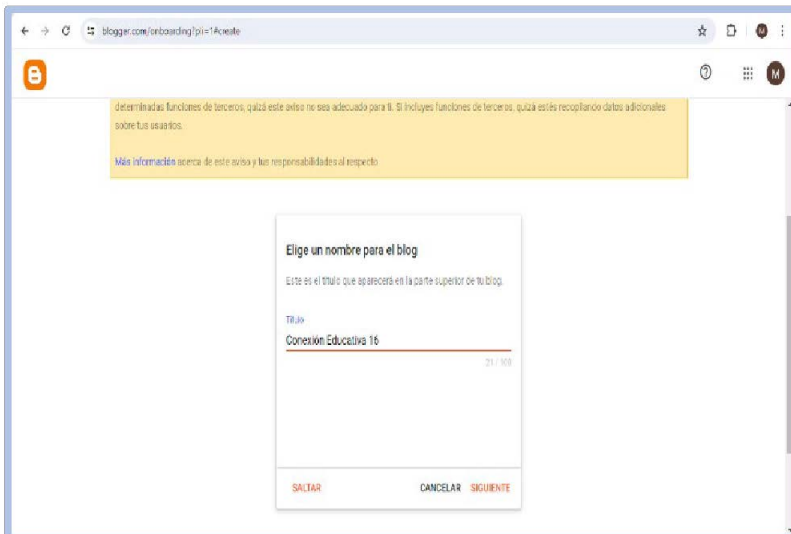 blogger.com/onboarding?pli=1#create
M
M
determinadas funciones de terceros, quizá este aviso no sea adecuado para ti. Si incluyes funciones de terceros, quizá estés recopilando datos adicionales
sobre tus usuarios.
Más información acerca de este aviso y tus responsabilidades al respecto.
Elige un nombre para el blog
Este es el título que aparecerá en la parte superior de tu blog.
Título
Conexión Educativa 16
21 / 100
SALTAR CANCELAR SIGUIENTE